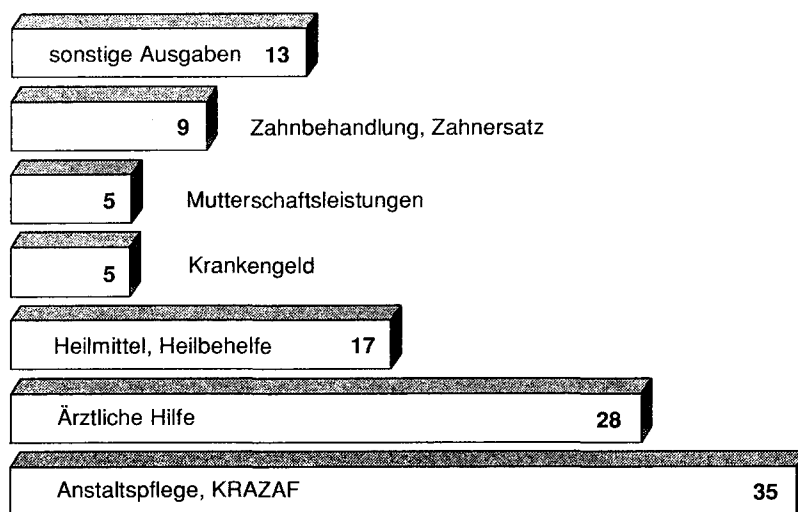 sonstige Ausgaben 13
9 Zahnbehandlung, Zahnersatz
5 Mutterschaftsleistungen
5 Krankengeld
Heilmittel, Heilbehelfe 17
Ärztliche Hilfe 28
Anstaltspflege, KRAZAF 35